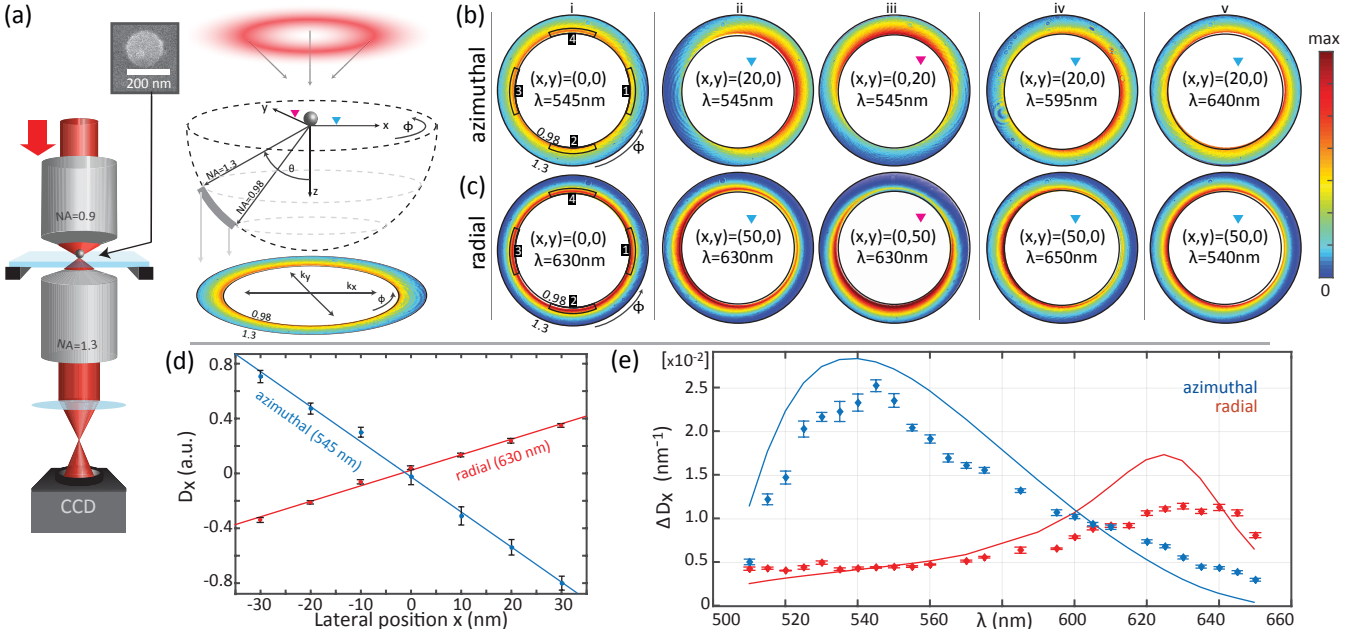 (a)
200 nm
NA=0.9
NA=1.3
CCD
y
x
ϕ
NA=1.3
θ
NA=0.98
z
ky
kx
ϕ
0.98
1.3
(b)
i
ii
iii
iv
v
azimuthal
4
3
1
2
(x,y)=(0,0)
λ=545nm
0.98
1.3
ϕ
(x,y)=(20,0)
λ=545nm
(x,y)=(0,20)
λ=545nm
(x,y)=(20,0)
λ=595nm
(x,y)=(20,0)
λ=640nm
max
0
(c)
radial
4
3
1
2
(x,y)=(0,0)
λ=630nm
0.98
1.3
ϕ
(x,y)=(50,0)
λ=630nm
(x,y)=(0,50)
λ=630nm
(x,y)=(50,0)
λ=650nm
(x,y)=(50,0)
λ=540nm
(d)
0.8
0.4
0
-0.4
-0.8
Dx (a.u.)
azimuthal (545 nm)
radial (630 nm)
-30
-20
-10
0
10
20
30
Lateral position x (nm)
(e)
[x10-2]
2.5
2.0
1.5
1.0
0.5
0
Δ Dx (nm−1)
azimuthal
radial
500
520
540
560
580
600
620
640
660
λ (nm)